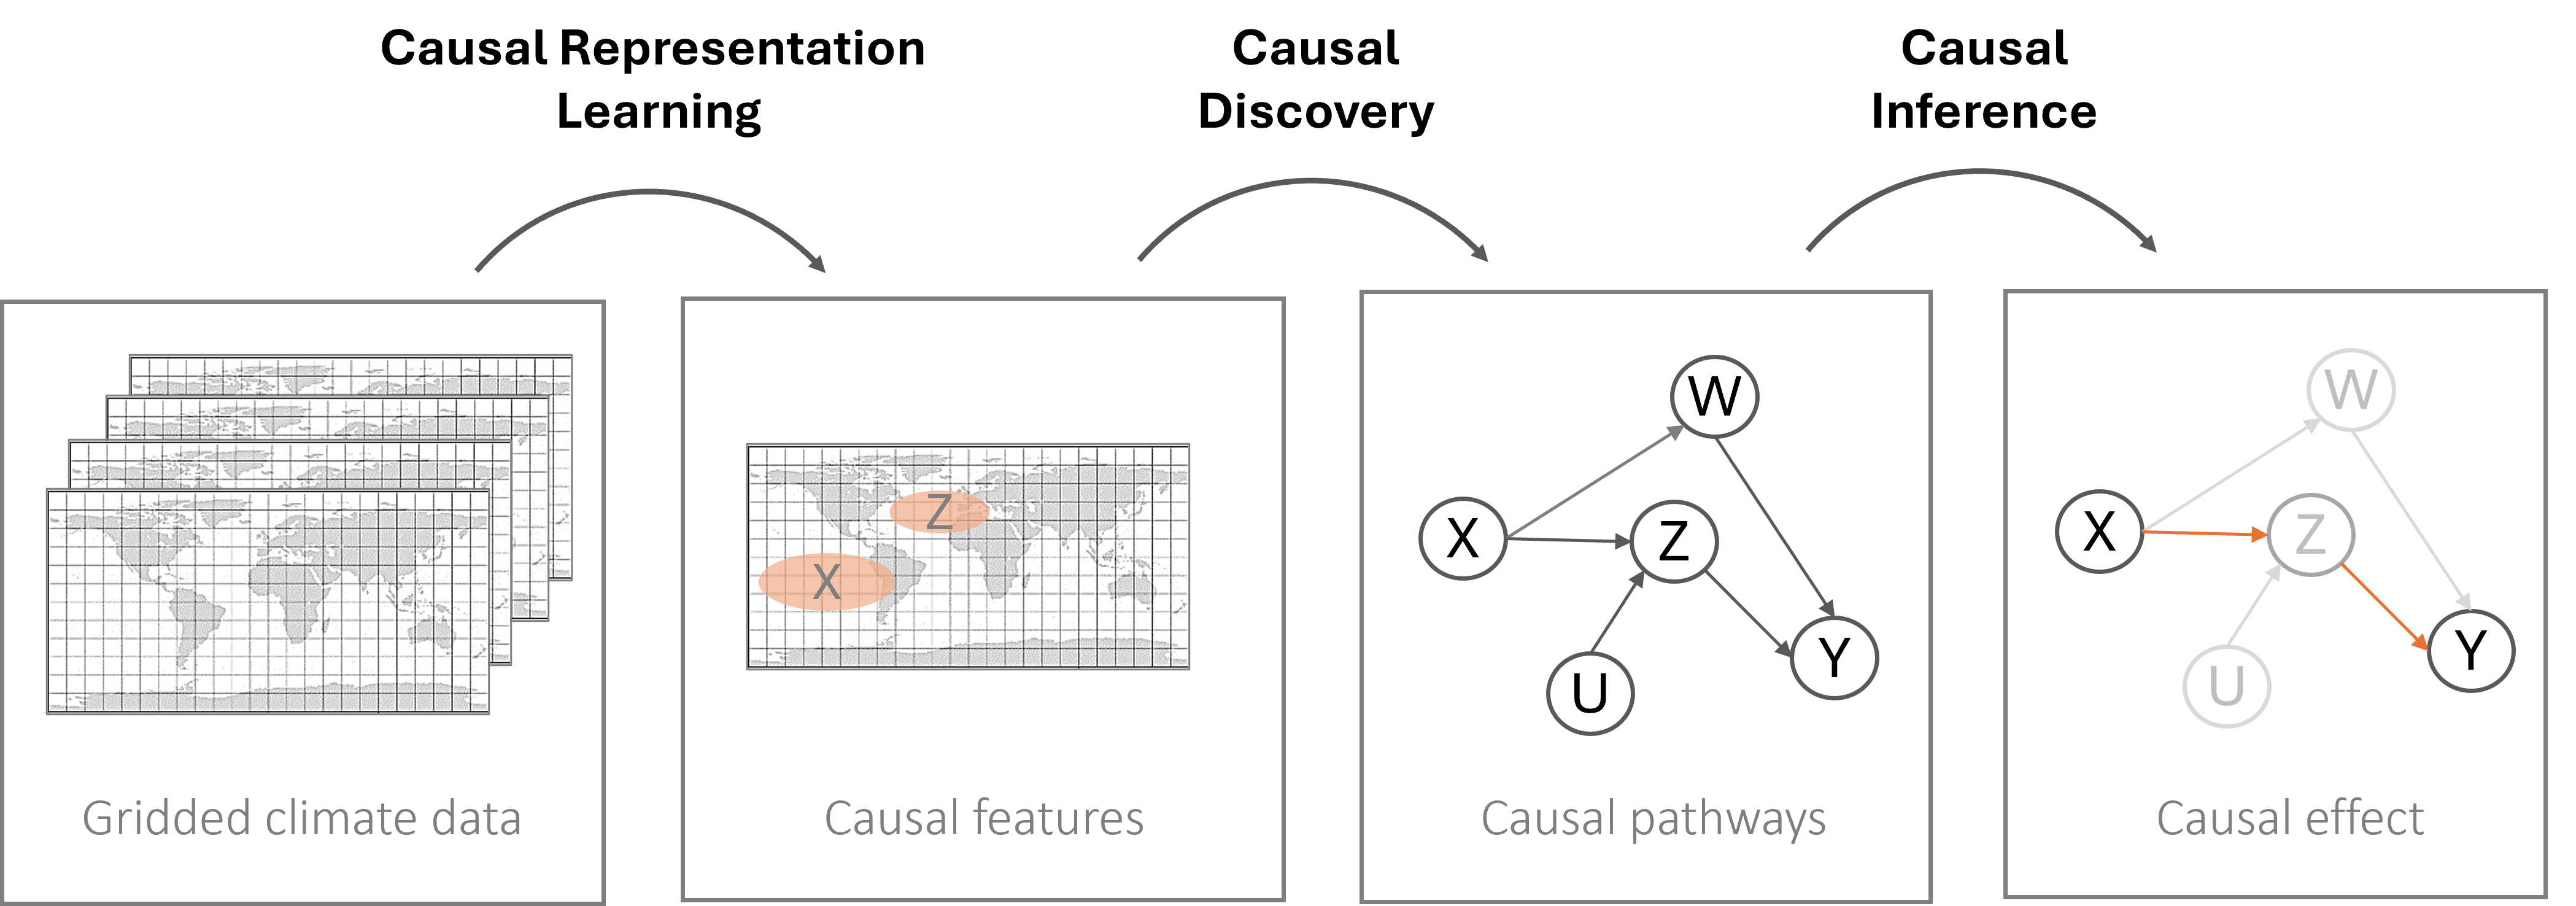 Causal Representation
Learning
Causal
Discovery
Causal
Inference
Z
X
Gridded climate data
Causal features
W
X
Z
U
Y
Causal pathways
W
X
Z
U
Y
Causal effect